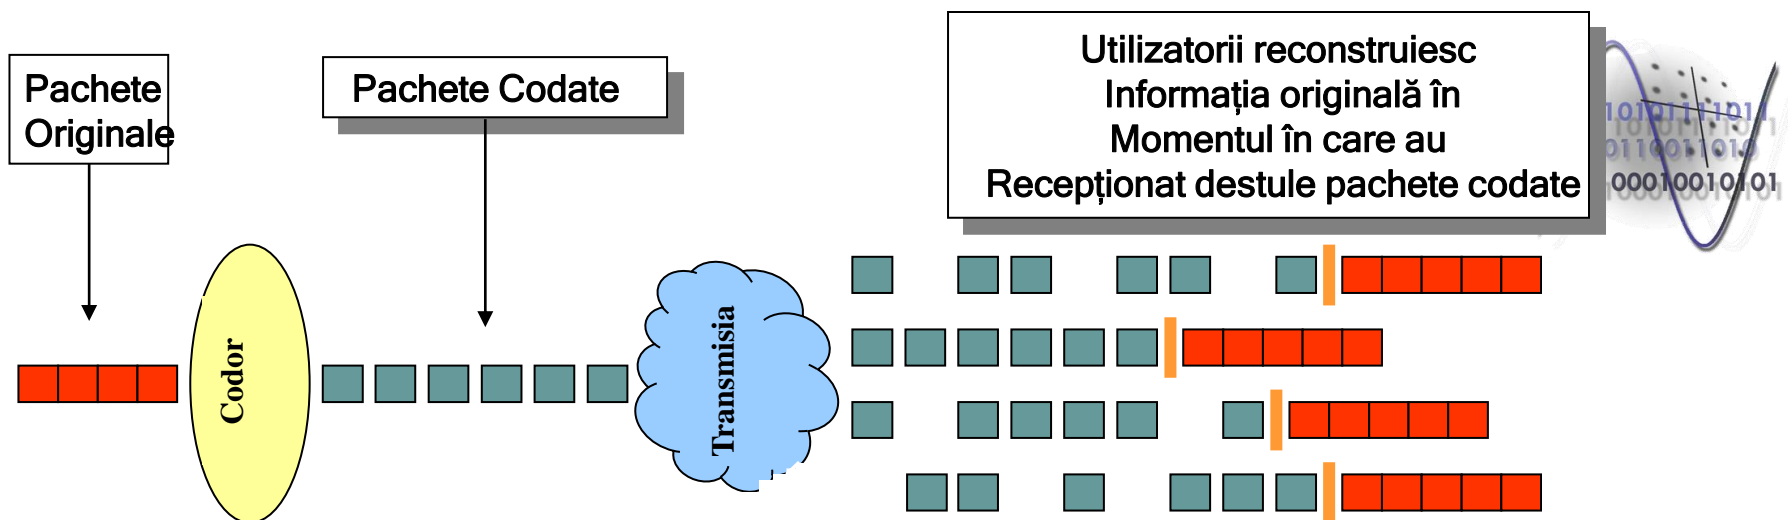 Pachete
Originale
Pachete Codate
Utilizatorii reconstruiesc
Informația originală în
Momentul în care au
Recepționat destule pachete codate
Codor
Transmisia